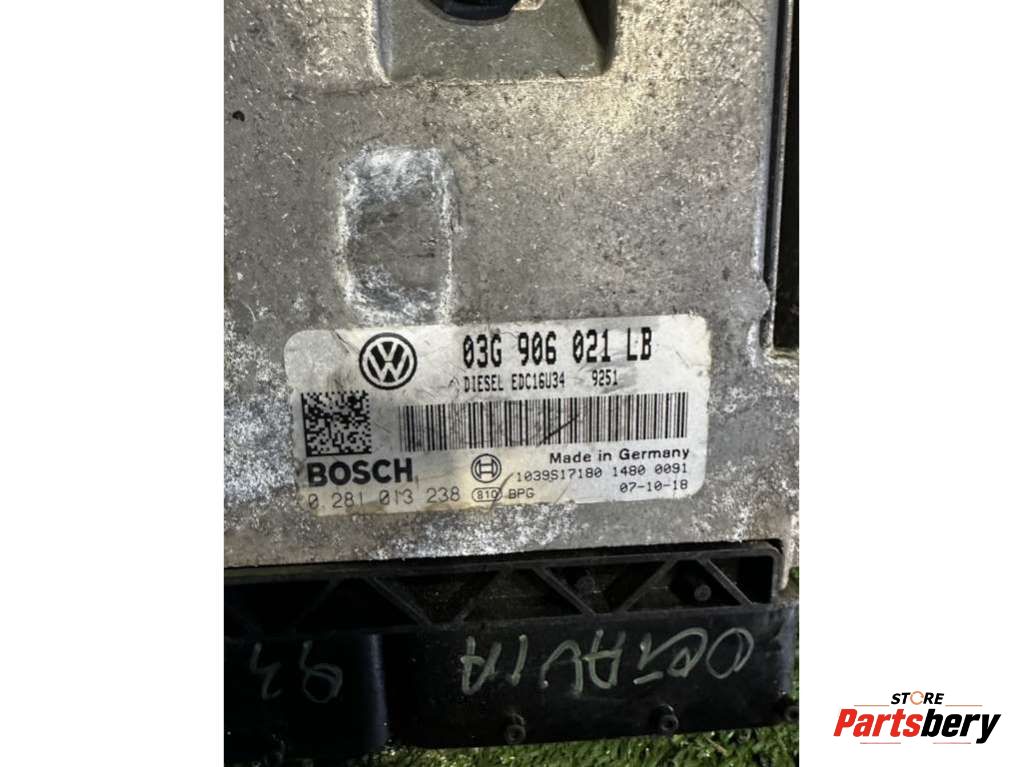 03G 906 021 LB
DIESEL EDC16U34 9251
BOSCH
Made in Germany
1039S17180 1480 0091
0 281 013 238 810 BPG 07-10-18
OCTAVIA
STORE
Partsbery